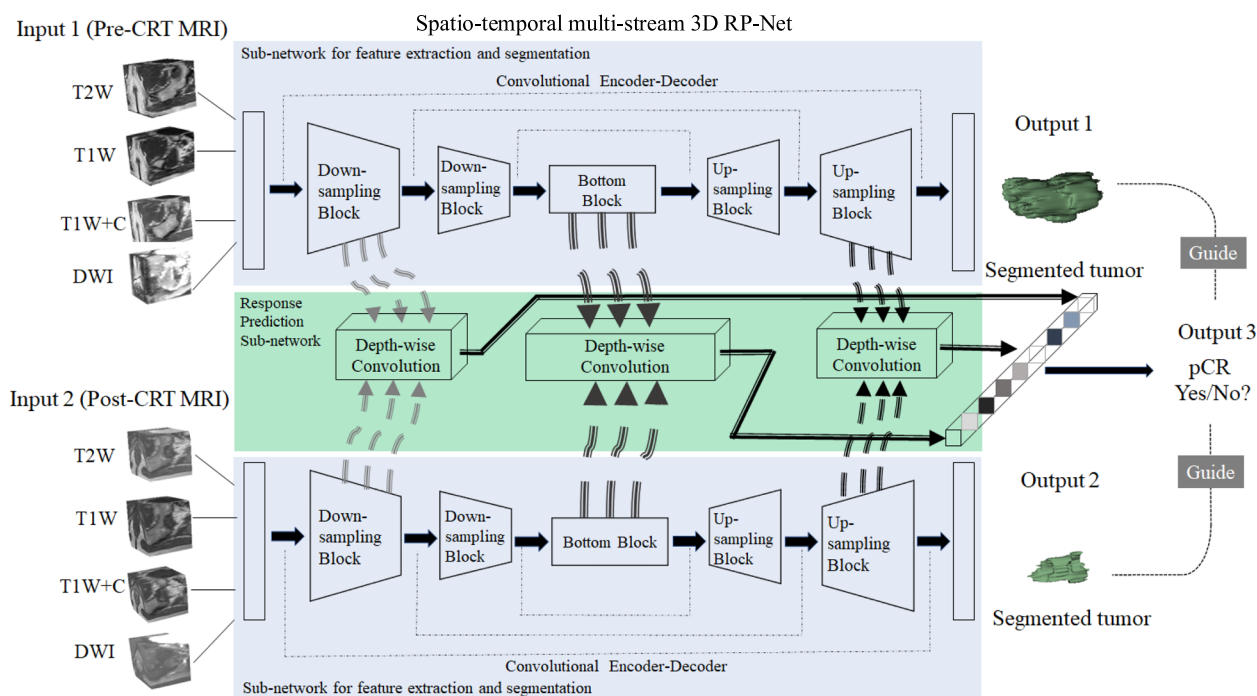 Spatio-temporal multi-stream 3D RP-Net
Input 1 (Pre-CRT MRI)
T2W
T1W
T1W+C
DWI
Sub-network for feature extraction and segmentation
Convolutional Encoder-Decoder
Down-
sampling
Block
Down-
sampling
Block
Bottom
Block
Up-
sampling
Block
Up-
sampling
Block
Output 1
Segmented tumor
Guide
Response
Prediction
Sub-network
Depth-wise
Convolution
Depth-wise
Convolution
Depth-wise
Convolution
Output 3
pCR
Yes/No?
Input 2 (Post-CRT MRI)
T2W
T1W
T1W+C
DWI
Down-
sampling
Block
Down-
sampling
Block
Bottom Block
Up-
sampling
Block
Up-
sampling
Block
Convolutional Encoder-Decoder
Sub-network for feature extraction and segmentation
Output 2
Segmented tumor
Guide